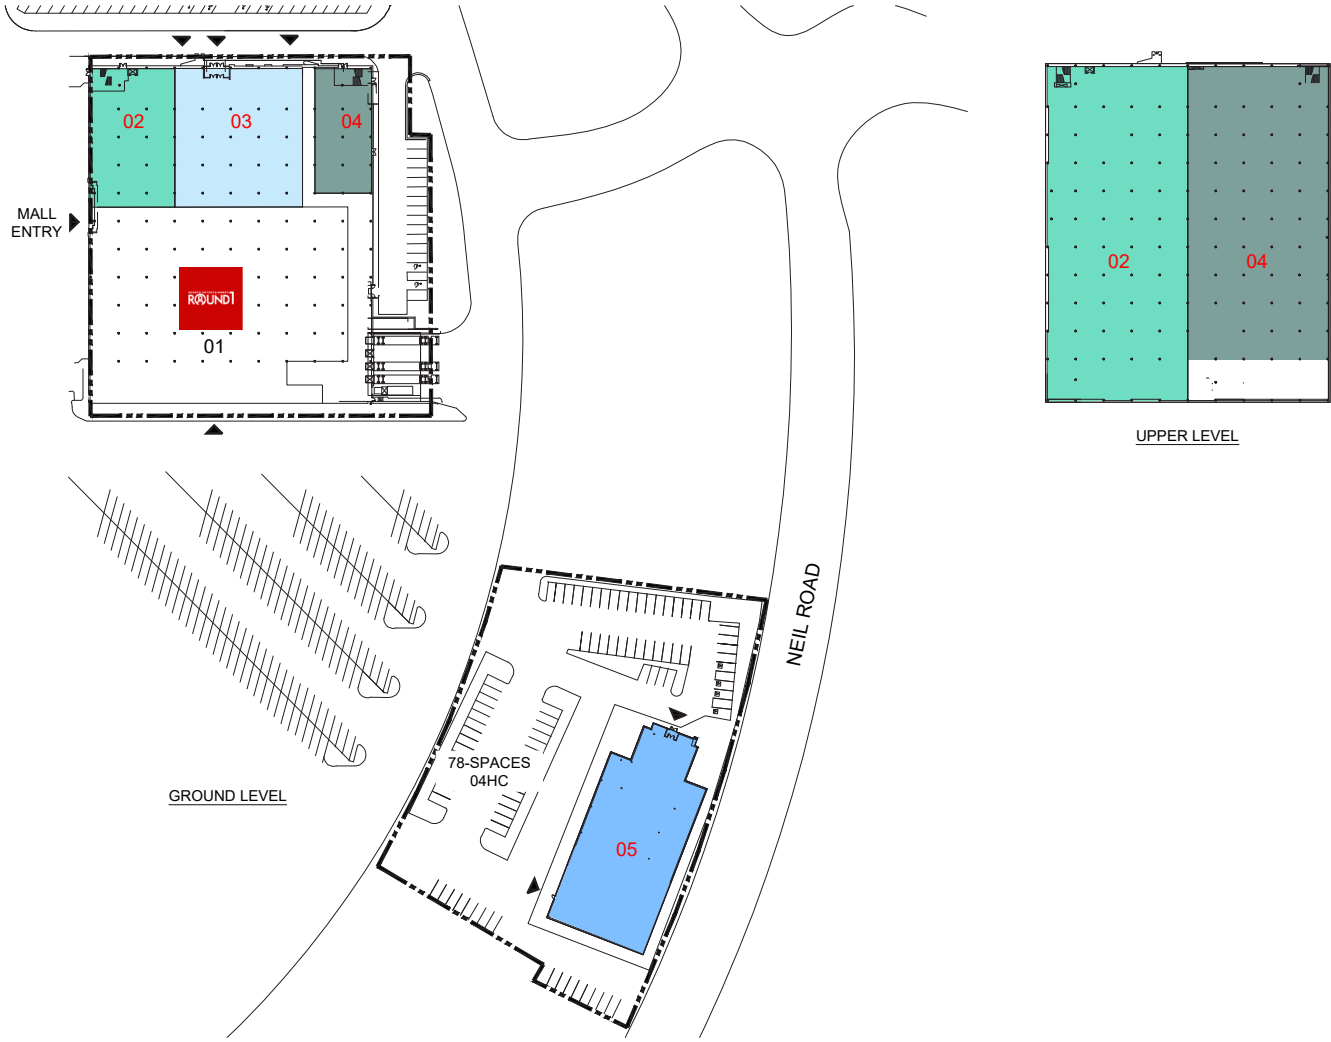 02
03
04
MALL
ENTRY
ROUND1
01
02
04
UPPER LEVEL
NEIL ROAD
78-SPACES
04HC
GROUND LEVEL
05